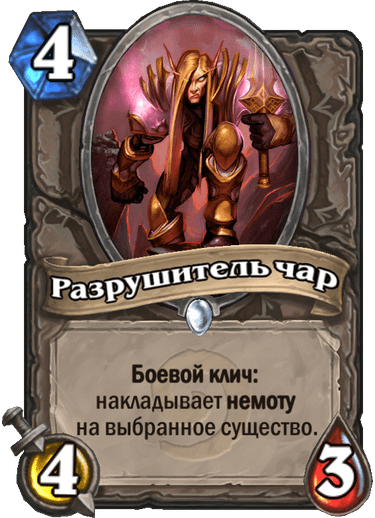 4
Разрушитель чар
Боевой клич:
накладывает немоту
на выбранное существо.
4
3